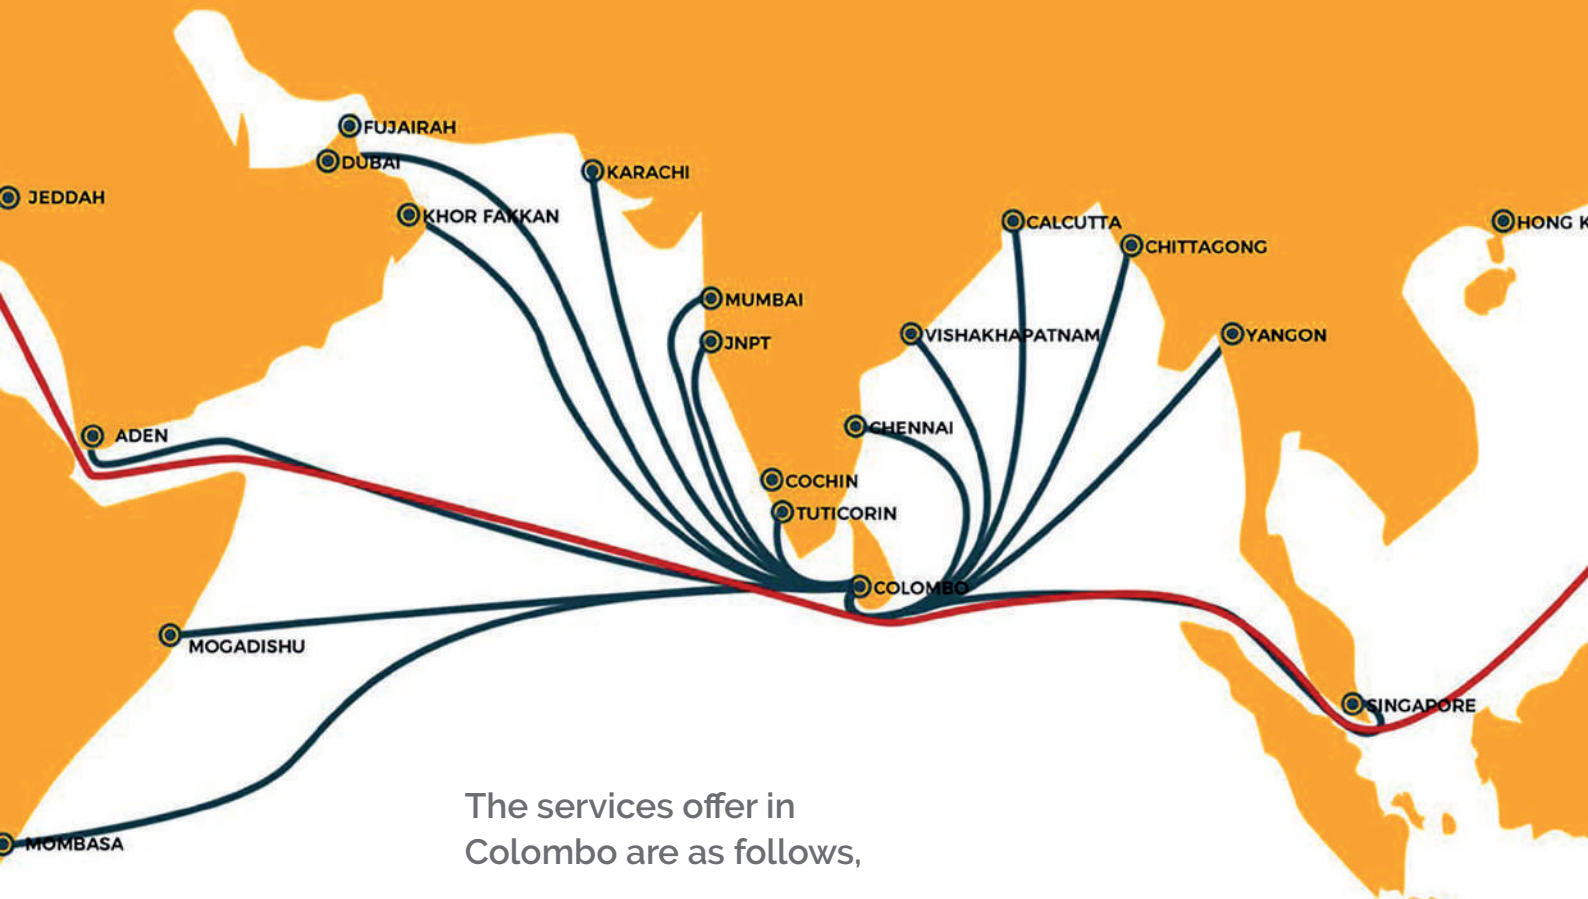 FUJAIRAH
DUBAI
KARACHI
JEDDAH
KHOR FAKKAN
CALCUTTA
HONG K
CHITTAGONG
MUMBAI
JNPT
VISHAKHAPATNAM
YANGON
ADEN
CHENNAI
COCHIN
TUTICORIN
COLOMBO
MOGADISHU
SINGAPORE
MOMBASA
The services offer in
Colombo are as follows,